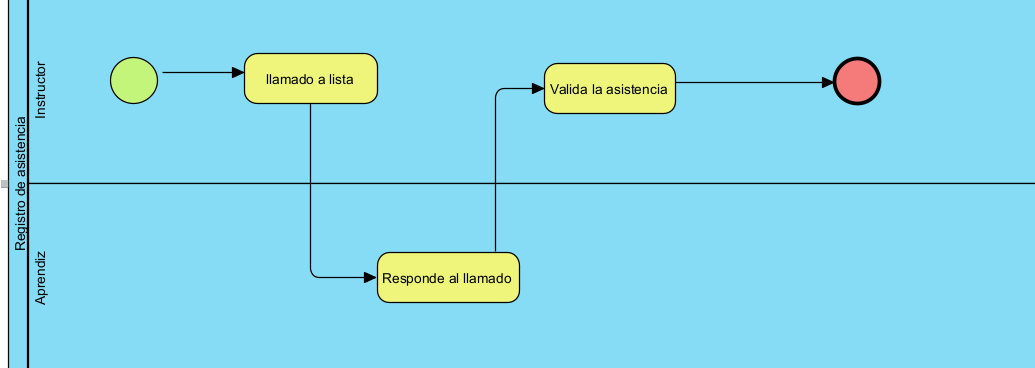 Registro de asistencia
Instructor
llamado a lista
Valida la asistencia
Aprendiz
Responde al llamado